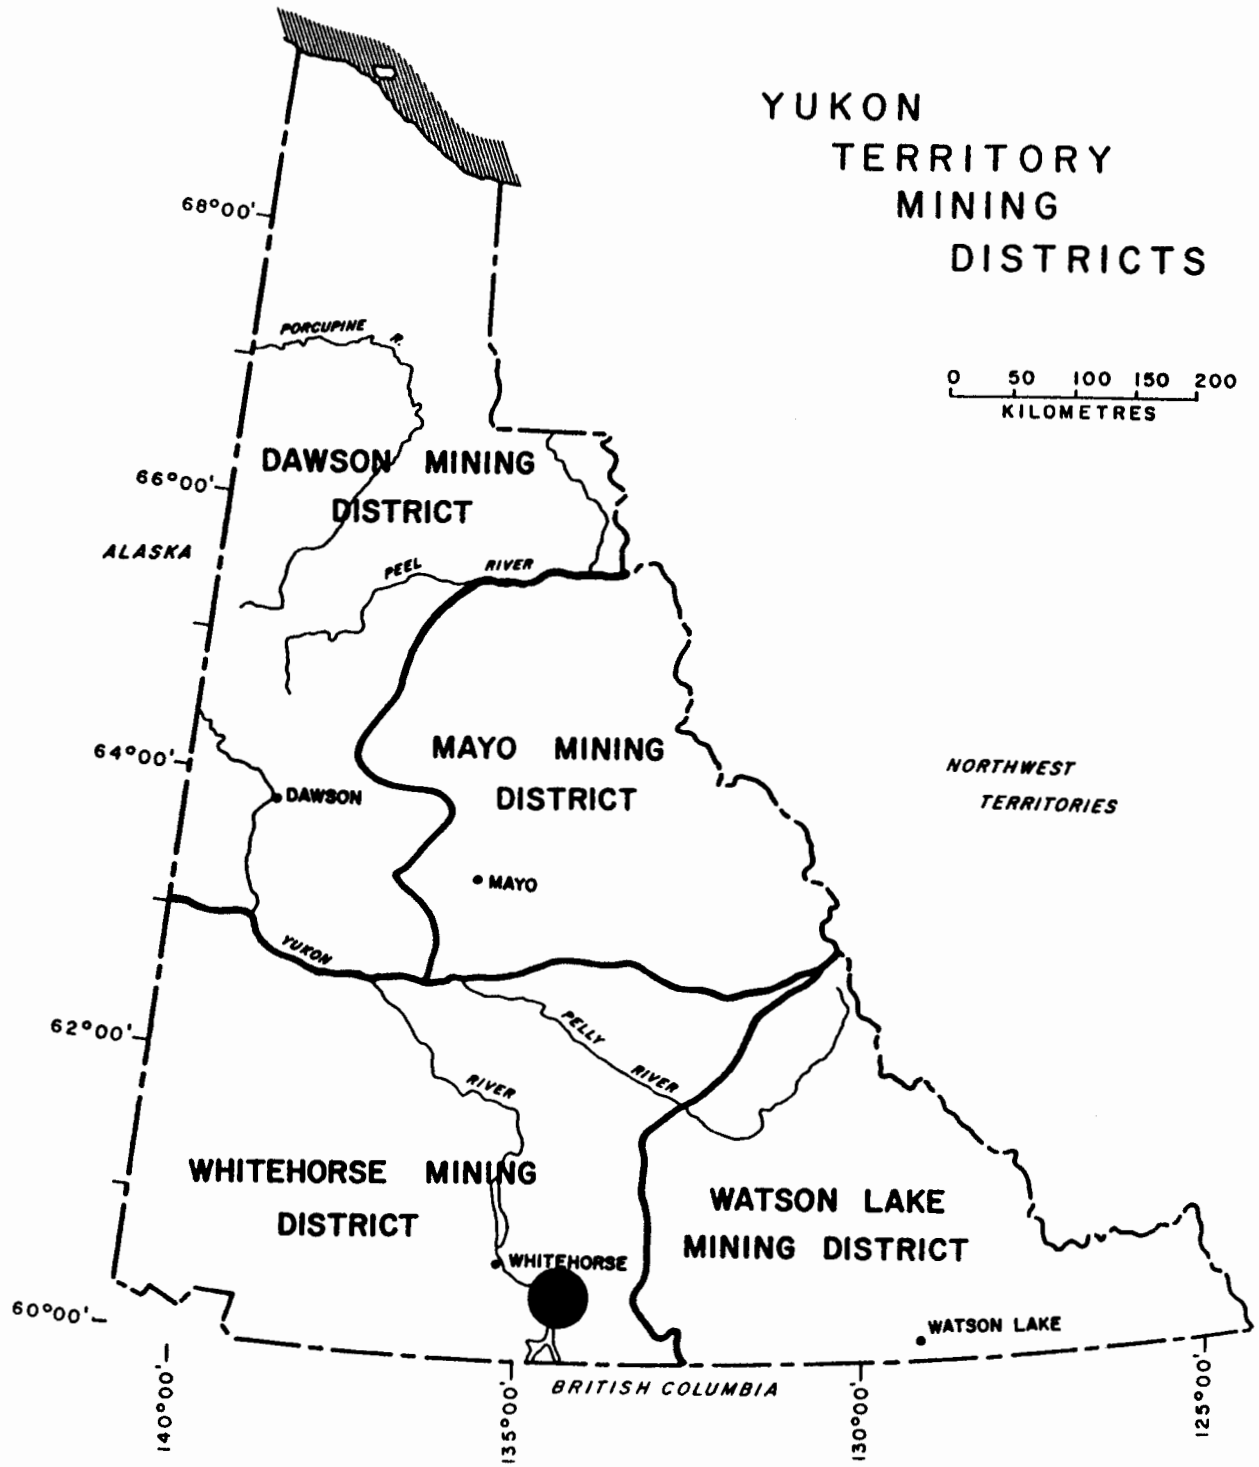 YUKON
TERRITORY
MINING
DISTRICTS
68°00'
PORCUPINE R.
0 50 100 150 200
KILOMETRES
DAWSON MINING
DISTRICT
66°00'
ALASKA
PEEL RIVER
64°00'
MAYO MINING
DISTRICT
NORTHWEST
TERRITORIES
DAWSON
MAYO
YUKON
62°00'
PELLY
RIVER
RIVER
WHITEHORSE MINING
DISTRICT
WATSON LAKE
MINING DISTRICT
WHITEHORSE
60°00'
WATSON LAKE
BRITISH COLUMBIA
140°00'
135°00'
130°00'
125°00'